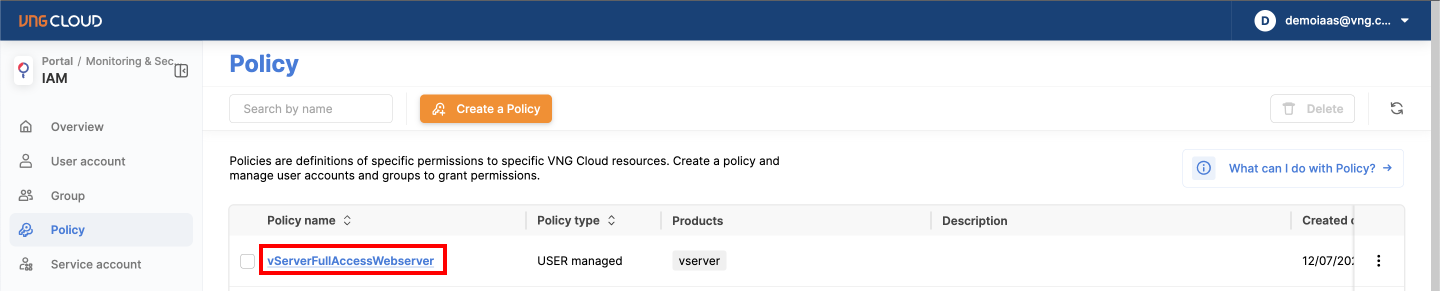 VNG CLOUD
D demoiaas@vng.c...
Portal / Monitoring & Sec
IAM
Overview
User account
Group
Policy
Service account
Policy
Search by name
Create a Policy
Delete
Policies are definitions of specific permissions to specific VNG Cloud resources. Create a policy and
manage user accounts and groups to grant permissions.
What can I do with Policy?
Policy name Policy type Products Description Created
vServerFullAccessWebserver USER managed vserver 12/07/202